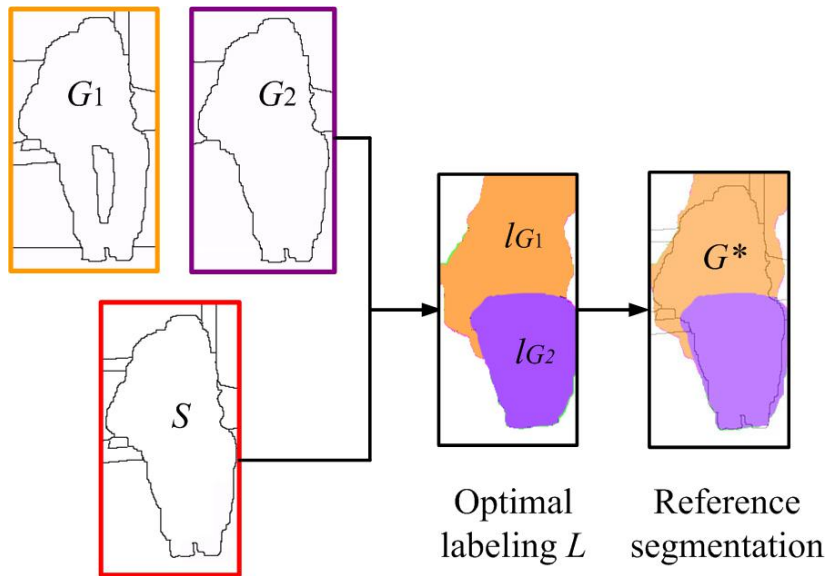 G1
G2
S
lG1
lG2
G*
Optimal
labeling L
Reference
segmentation